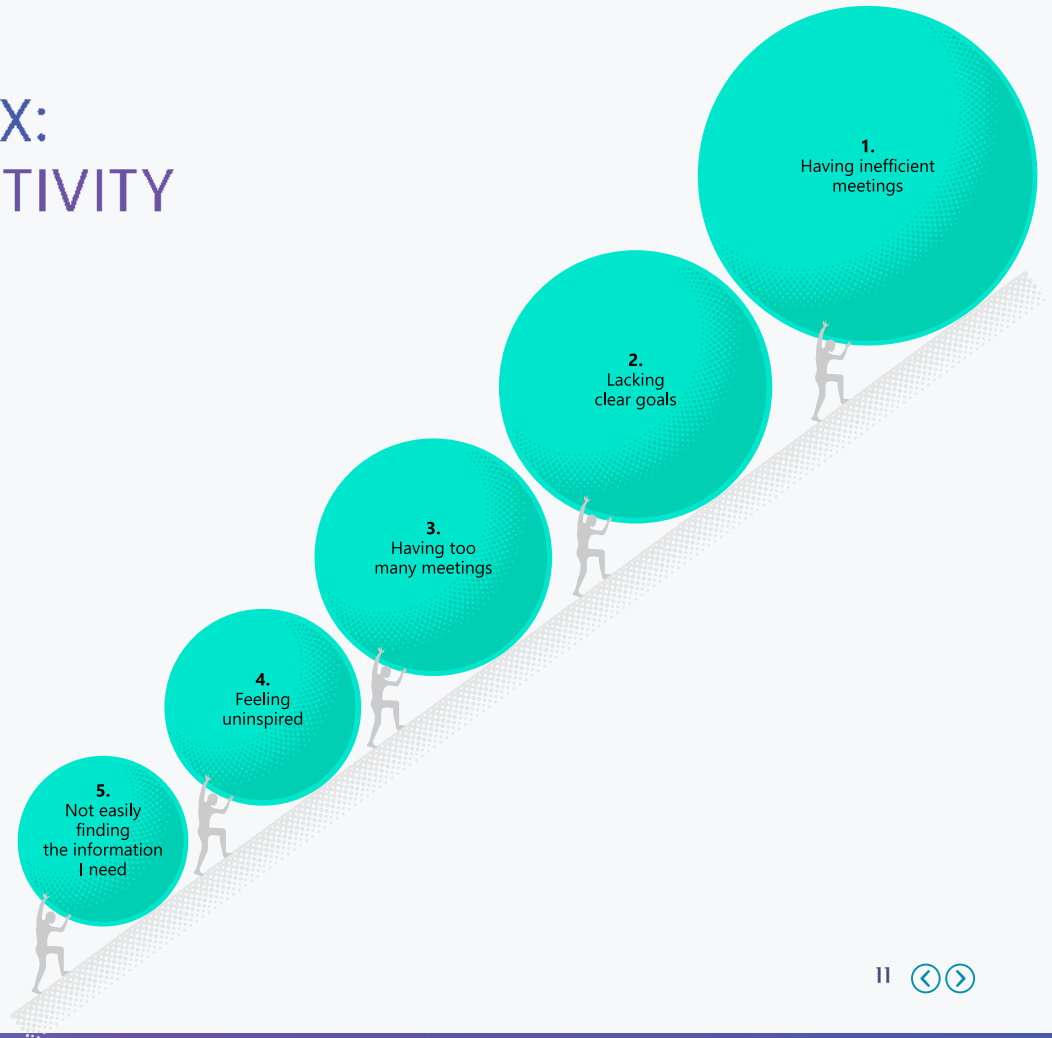 X:
TIVITY
1.
Having inefficient
meetings
2.
Lacking
clear goals
3.
Having too
many meetings
4.
Feeling
uninspired
5.
Not easily
finding
the information
I need
11